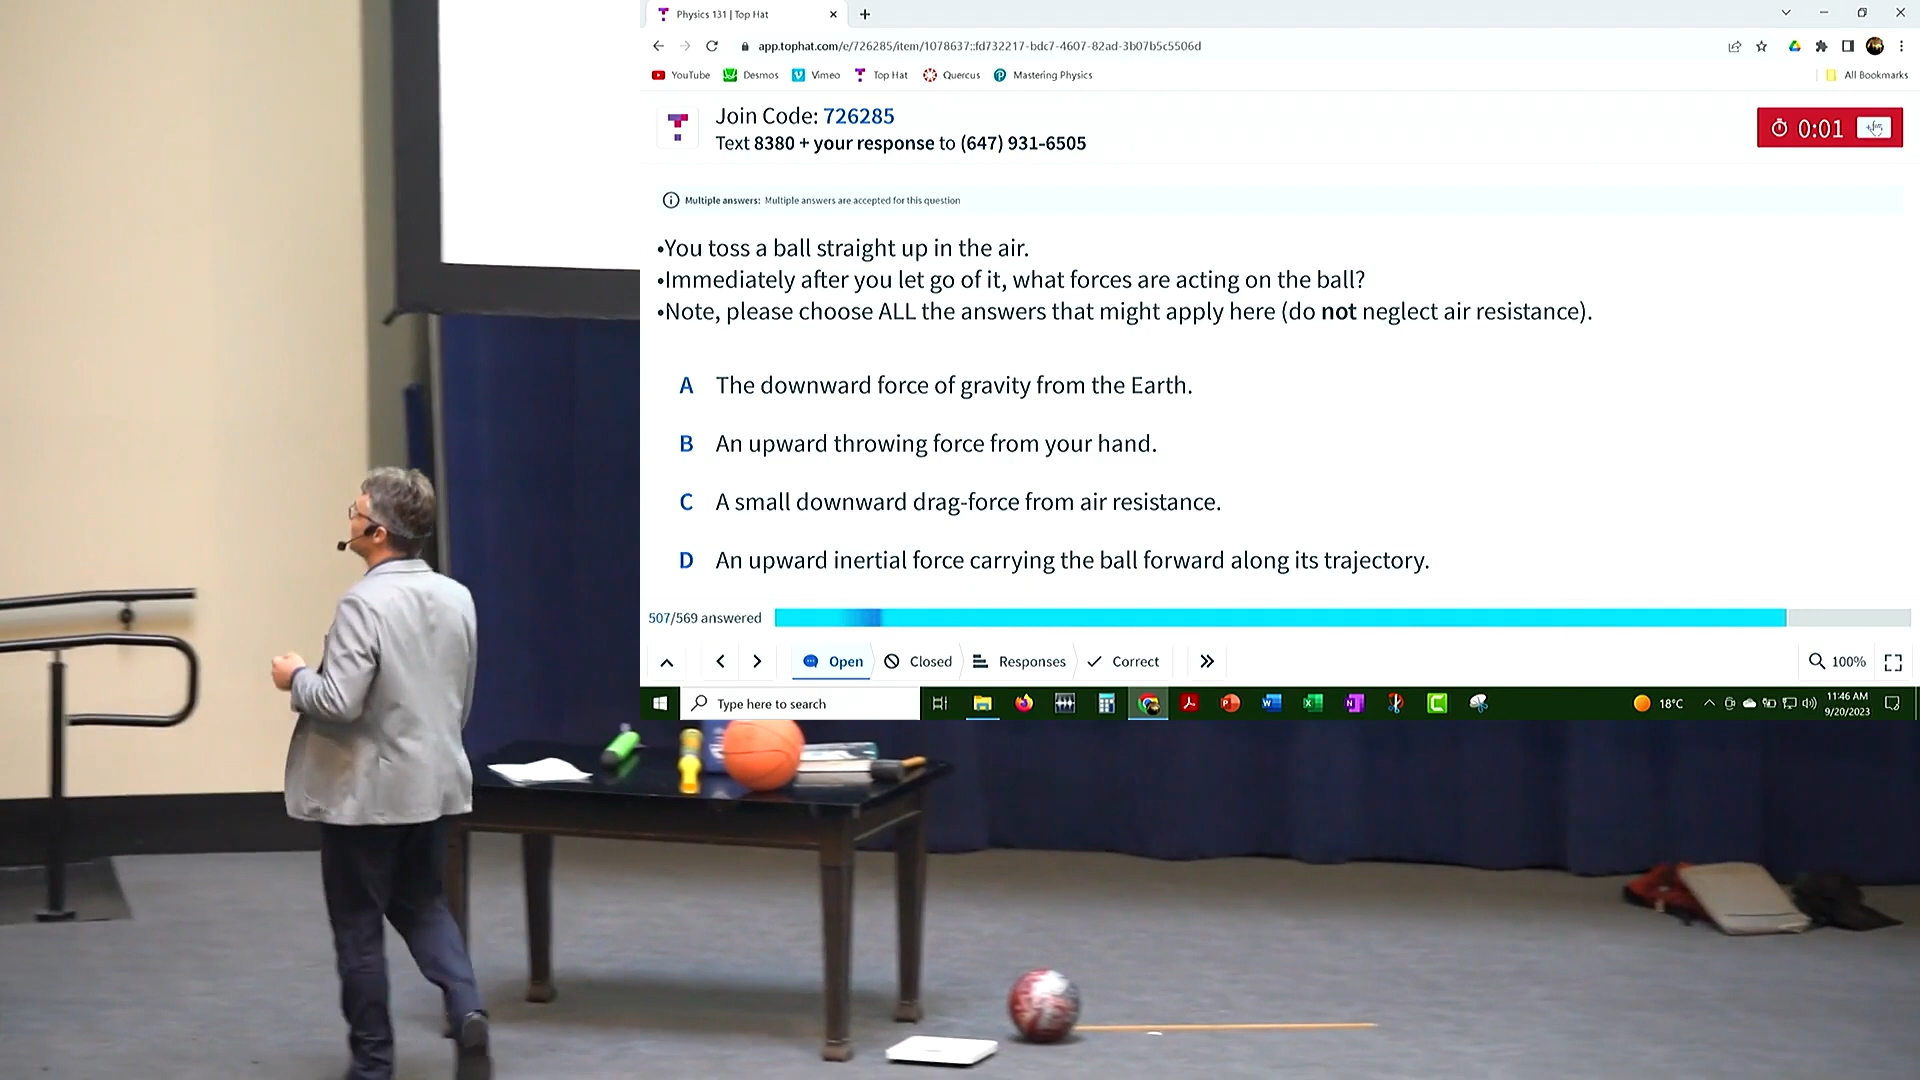 Physics 131 | Top Hat
app.tophat.com/e/726285/item/1078637::fd732217-bdc7-4607-82ad-3b07b5c5506d
YouTube Desmos Vimeo Top Hat Quercus Mastering Physics All Bookmarks
Join Code: 726285
Text 8380 + your response to (647) 931-6505
0:01
Multiple answers: Multiple answers are accepted for this question
•You toss a ball straight up in the air.
•Immediately after you let go of it, what forces are acting on the ball?
•Note, please choose ALL the answers that might apply here (do not neglect air resistance).
A The downward force of gravity from the Earth.
B An upward throwing force from your hand.
C A small downward drag-force from air resistance.
D An upward inertial force carrying the ball forward along its trajectory.
507/569 answered
Open Closed Responses Correct 100%
Type here to search 18°C 11:46 AM
9/20/2023